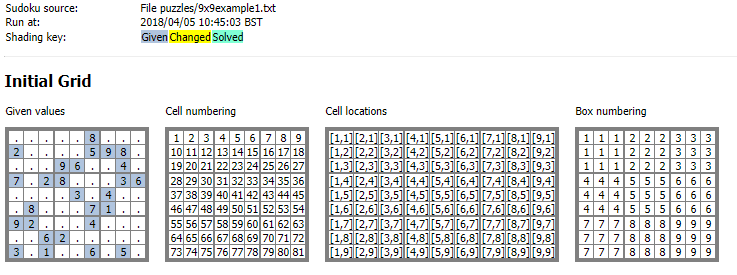 Sudoku source: File puzzles/9x9example1.txt
Run at: 2018/04/05 10:45:03 BST
Shading key: Given Changed Solved
Initial Grid
Given values Cell numbering Cell locations Box numbering
. . . . . 8 . . . 1 2 3 4 5 6 7 8 9 [1,1] [2,1] [3,1] [4,1] [5,1] [6,1] [7,1] [8,1] [9,1] 1 1 1 2 2 2 3 3 3
2 . . . . 5 9 8 . 10 11 12 13 14 15 16 17 18 [1,2] [2,2] [3,2] [4,2] [5,2] [6,2] [7,2] [8,2] [9,2] 1 1 1 2 2 2 3 3 3
. . . 9 6 . . 4 . 19 20 21 22 23 24 25 26 27 [1,3] [2,3] [3,3] [4,3] [5,3] [6,3] [7,3] [8,3] [9,3] 1 1 1 2 2 2 3 3 3
7 . 2 8 . . . 3 6 28 29 30 31 32 33 34 35 36 [1,4] [2,4] [3,4] [4,4] [5,4] [6,4] [7,4] [8,4] [9,4] 4 4 4 5 5 5 6 6 6
. . . . 3 . 4 . . 37 38 39 40 41 42 43 44 45 [1,5] [2,5] [3,5] [4,5] [5,5] [6,5] [7,5] [8,5] [9,5] 4 4 4 5 5 5 6 6 6
. 8 . . . 7 1 . . 46 47 48 49 50 51 52 53 54 [1,6] [2,6] [3,6] [4,6] [5,6] [6,6] [7,6] [8,6] [9,6] 4 4 4 5 5 5 6 6 6
9 2 . . . 4 . . . 55 56 57 58 59 60 61 62 63 [1,7] [2,7] [3,7] [4,7] [5,7] [6,7] [7,7] [8,7] [9,7] 7 7 7 8 8 8 9 9 9
. . . 6 2 . . . . 64 65 66 67 68 69 70 71 72 [1,8] [2,8] [3,8] [4,8] [5,8] [6,8] [7,8] [8,8] [9,8] 7 7 7 8 8 8 9 9 9
3 . 1 . . 6 . 5 . 73 74 75 76 77 78 79 80 81 [1,9] [2,9] [3,9] [4,9] [5,9] [6,9] [7,9] [8,9] [9,9] 7 7 7 8 8 8 9 9 9